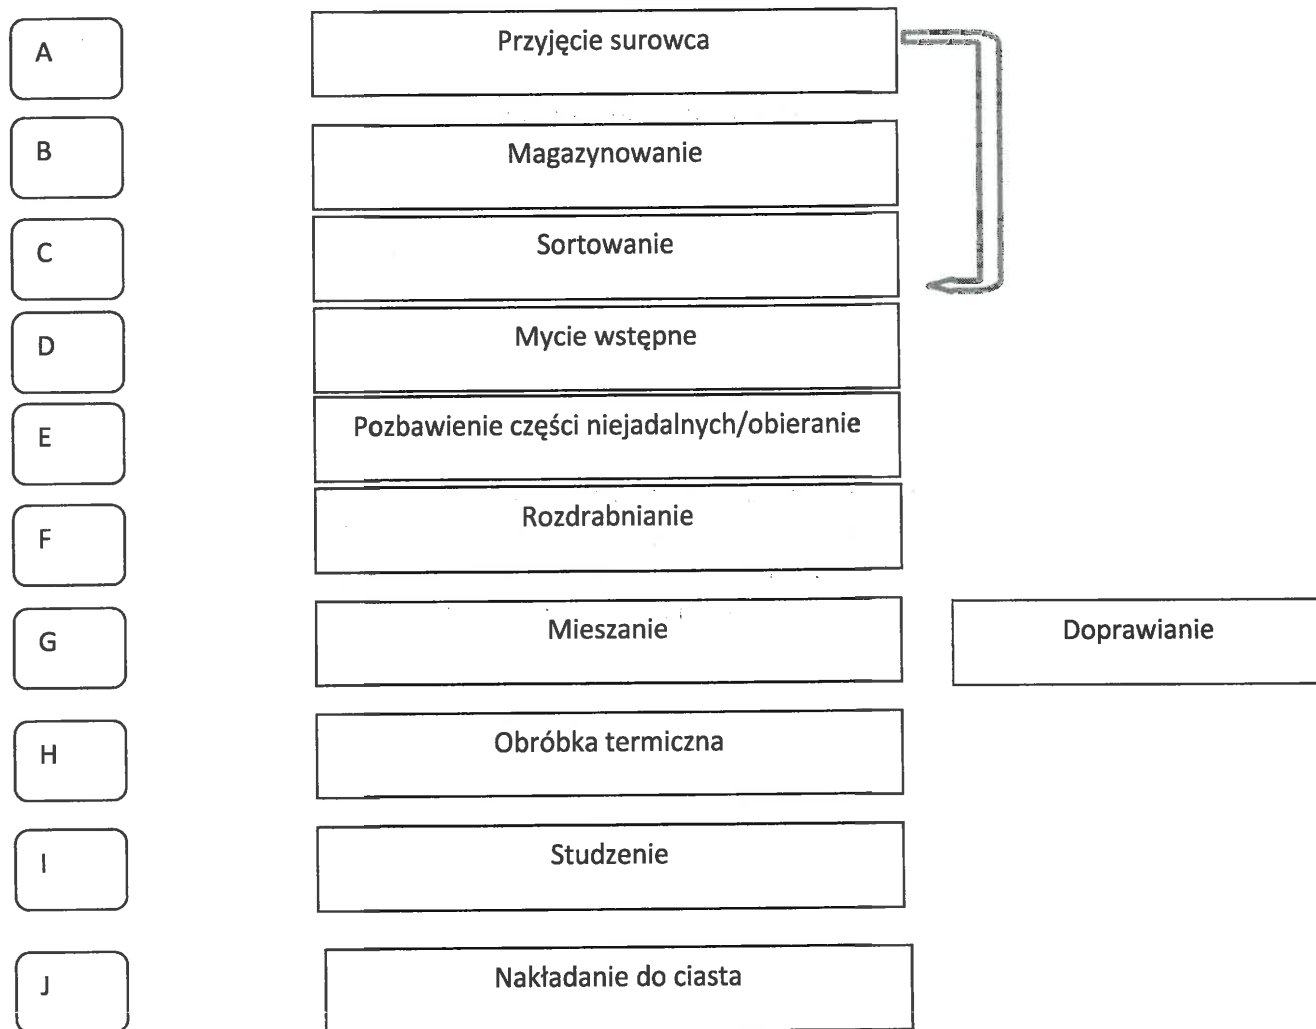 A
Przyjęcie surowca
B
Magazynowanie
C
Sortowanie
D
Mycie wstępne
E
Pozbawienie części niejadalnych/obieranie
F
Rozdrabnianie
G
Mieszanie
Doprawianie
H
Obróbka termiczna
I
Studzenie
J
Nakładanie do ciasta